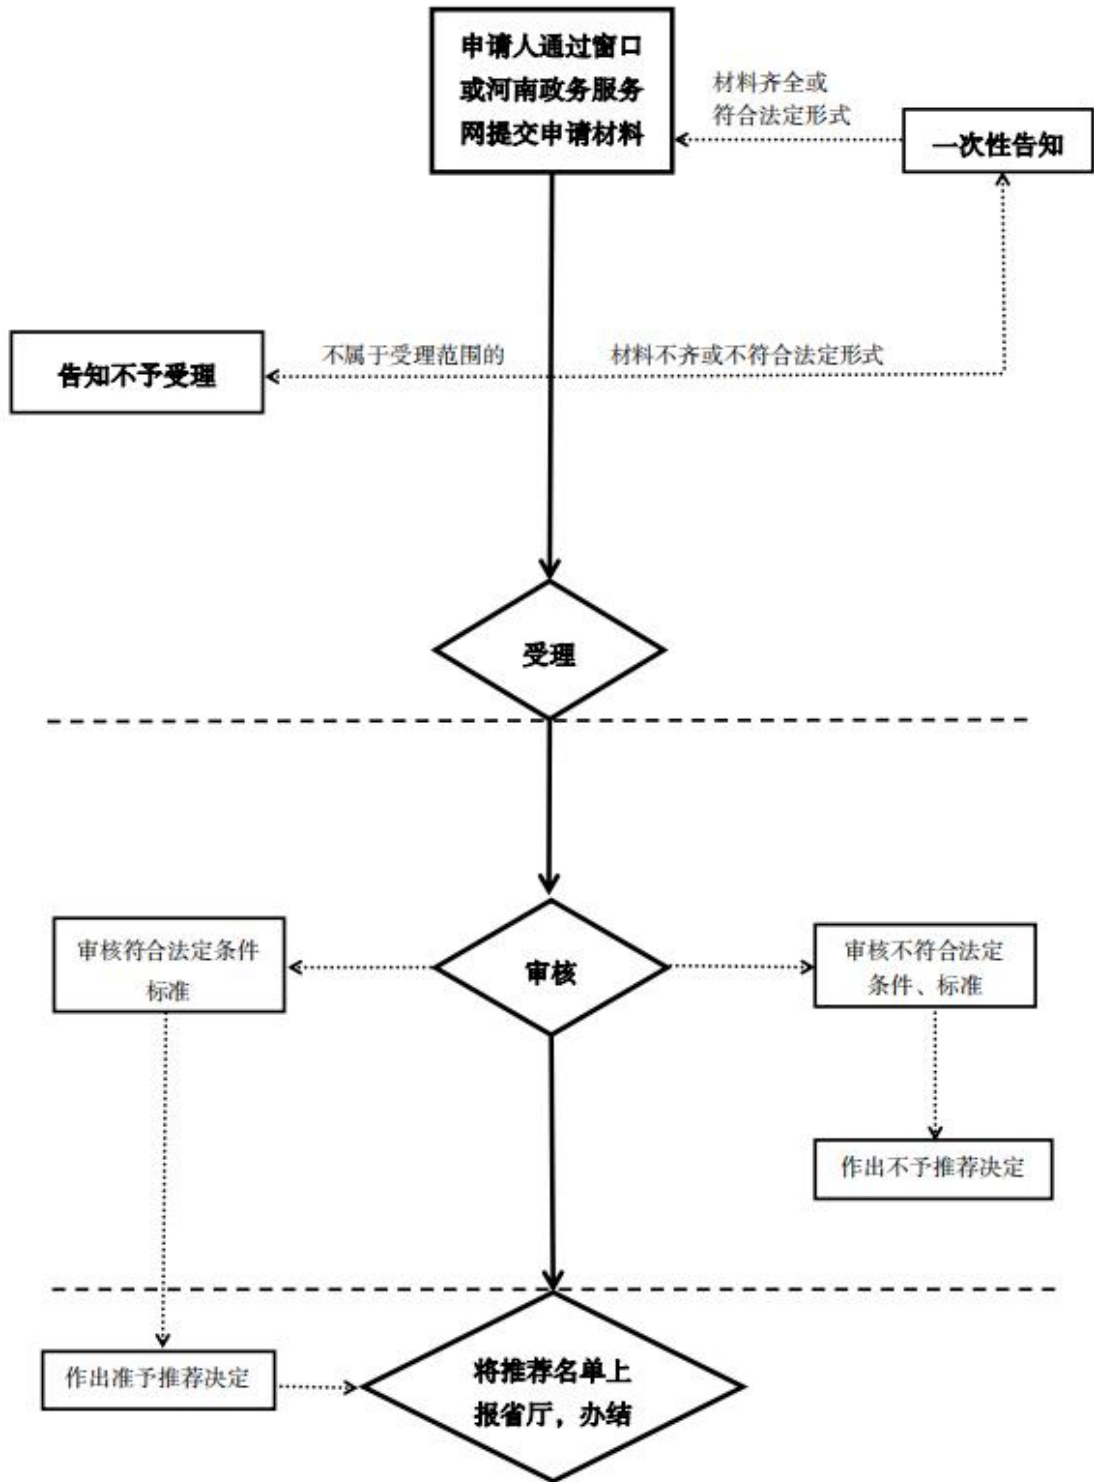 申请人通过窗口
或河南政务服务
网提交申请材料
材料齐全或
符合法定形式
一次性告知
告知不予受理
不属于受理范围的
材料不齐或不符合法定形式
受理
审核符合法定条件
标准
审核
审核不符合法定
条件、标准
作出不予推荐决定
作出准予推荐决定
将推荐名单上
报省厅，办结